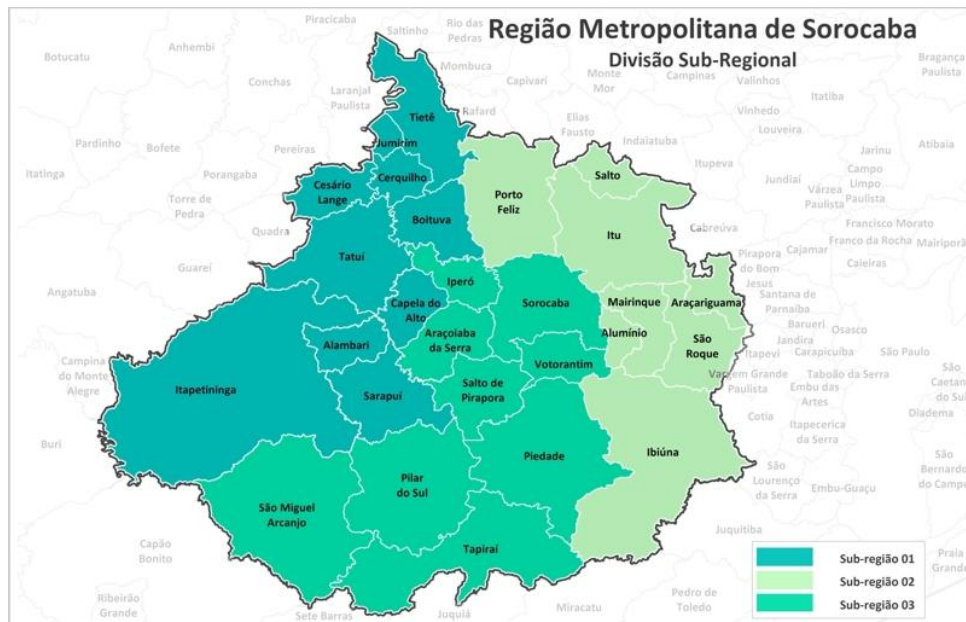 Região Metropolitana de Sorocaba
Divisão Sub-Regional
Piracicaba
Saltinho
Rio das
Pedras
Botucatu
Anhembi
Mombuca
Bragança
Paulista
Conchas
Capivari
Monte
Mor
Campinas
Valinhos
Laranjal
Paulista
Rafard
Itatiba
Tietê
Elias
Fausto
Vinhedo
Louveira
Pardinho
Bofete
Pereiras
Jumirim
Indaiatuba
Jarinu
Atibaia
Itatinga
Porangaba
Cesário
Lange
Cerquilho
Salto
Itupeva
Jundiaí
Campo
Limpo
Paulista
Várzea
Paulista
Torre de
Pedra
Porto
Feliz
Boituva
Quadra
Itu
Cabreúva
Francisco Morato
Franco da Rocha
Mairiporã
Tatuí
Guareí
Pirapora
do Bom
Jesus
Cajamar
Caieiras
Angatuba
Iperó
Sorocaba
Capela do
Alto
Mairinque
Araçariguama
Santana de
Parnaíba
Araçoiaba
da Serra
Alumínio
São
Roque
Barueri
Jandira
Osasco
Alambari
Itapevi
Carapicuíba
São Paulo
Campina
do Monte
Alegre
Votorantim
Vargem Grande
Paulista
Taboão da Serra
São
Caetano
do Sul
Itapetininga
Sarapuí
Salto de
Pirapora
Embu das
Artes
Diadema
Cotia
Itapecerica
da Serra
Buri
Piedade
Ibiúna
São
Bernardo
do Campo
Pilar
do Sul
São
Lourenço
da Serra
Embu-Guaçu
São Miguel
Arcanjo
Juquitiba
Capão
Bonito
Tapiraí
Sub-região 01
Praia
Grande
Sub-região 02
Ribeirão
Grande
Sete Barras
Juquiá
Miracatu
Pedro de
Toledo
Sub-região 03